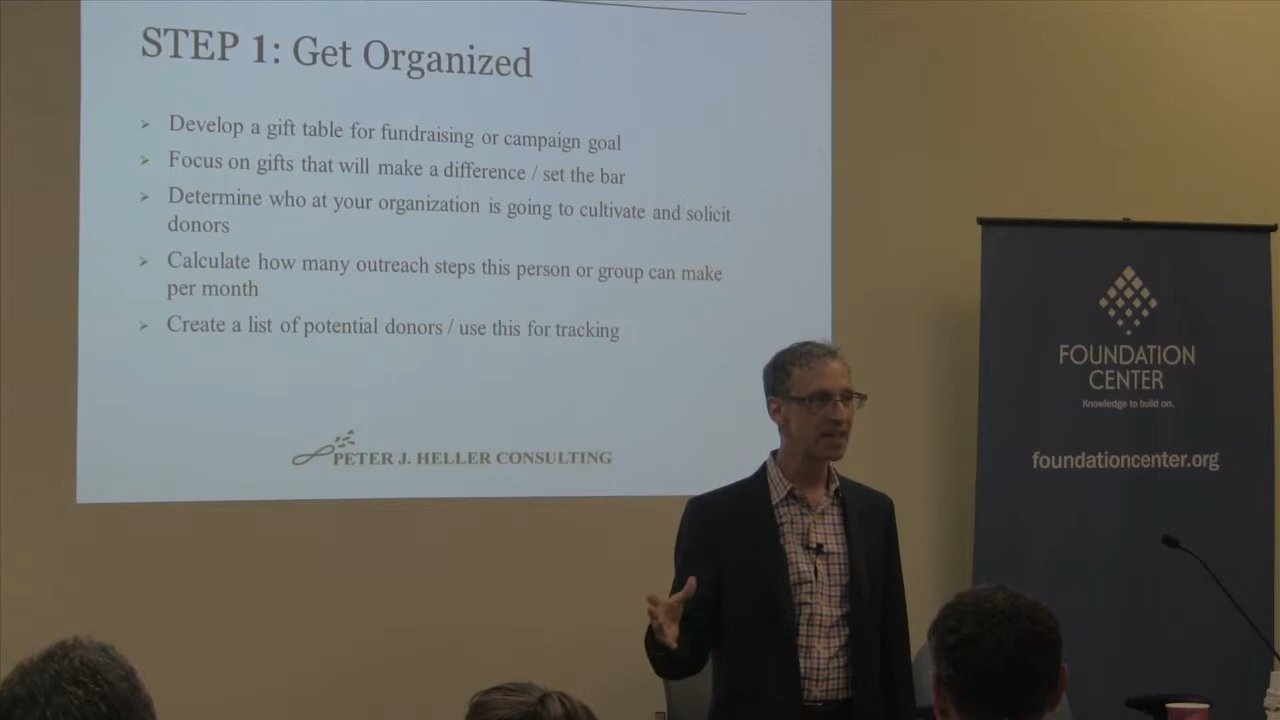 STEP 1: Get Organized
➢ Develop a gift table for fundraising or campaign goal
➢ Focus on gifts that will make a difference / set the bar
➢ Determine who at your organization is going to cultivate and solicit
donors
➢ Calculate how many outreach steps this person or group can make
per month
➢ Create a list of potential donors / use this for tracking
PETER J. HELLER CONSULTING
FOUNDATION
CENTER
Knowledge to build on.
foundationcenter.org